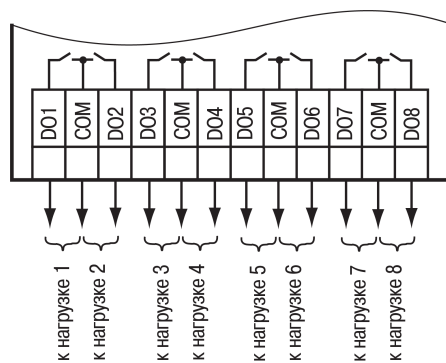 DO1
COM
DO2
DO3
COM
DO4
DO5
COM
DO6
DO7
COM
DO8
к нагрузке 1
к нагрузке 2
к нагрузке 3
к нагрузке 4
к нагрузке 5
к нагрузке 6
к нагрузке 7
к нагрузке 8